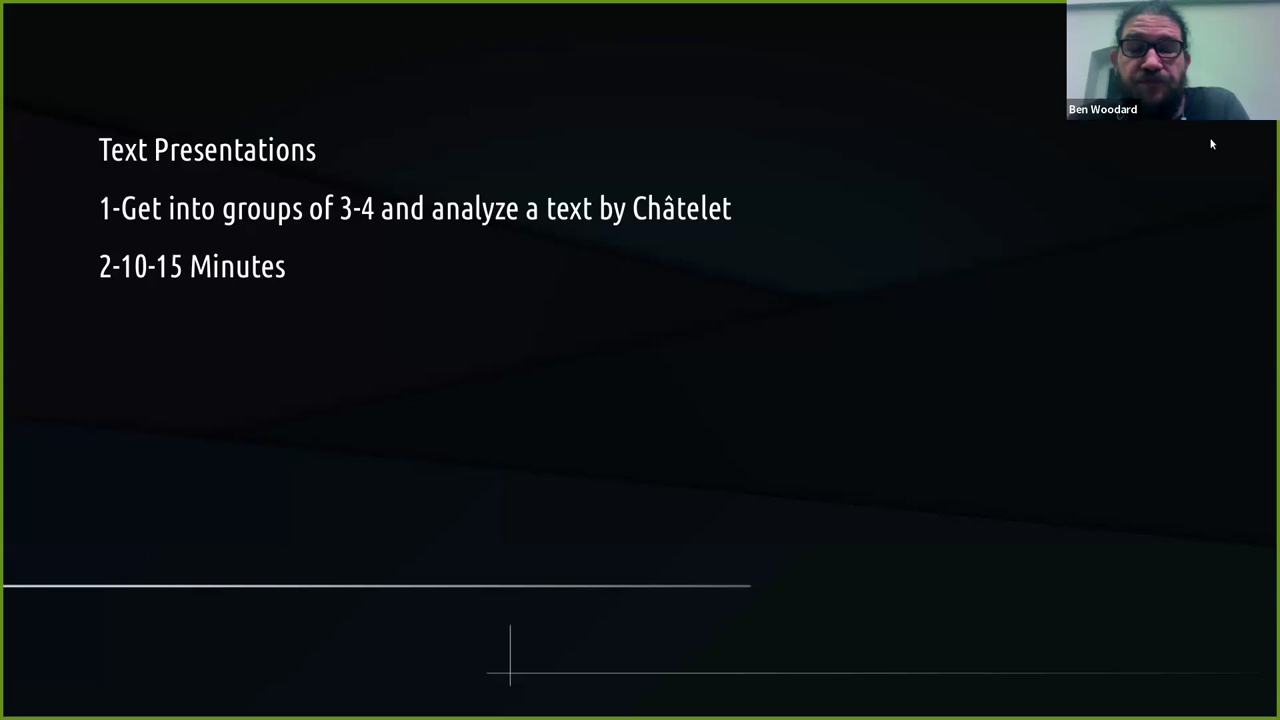 Ben Woodard
Text Presentations
1-Get into groups of 3-4 and analyze a text by Châtelet
2-10-15 Minutes